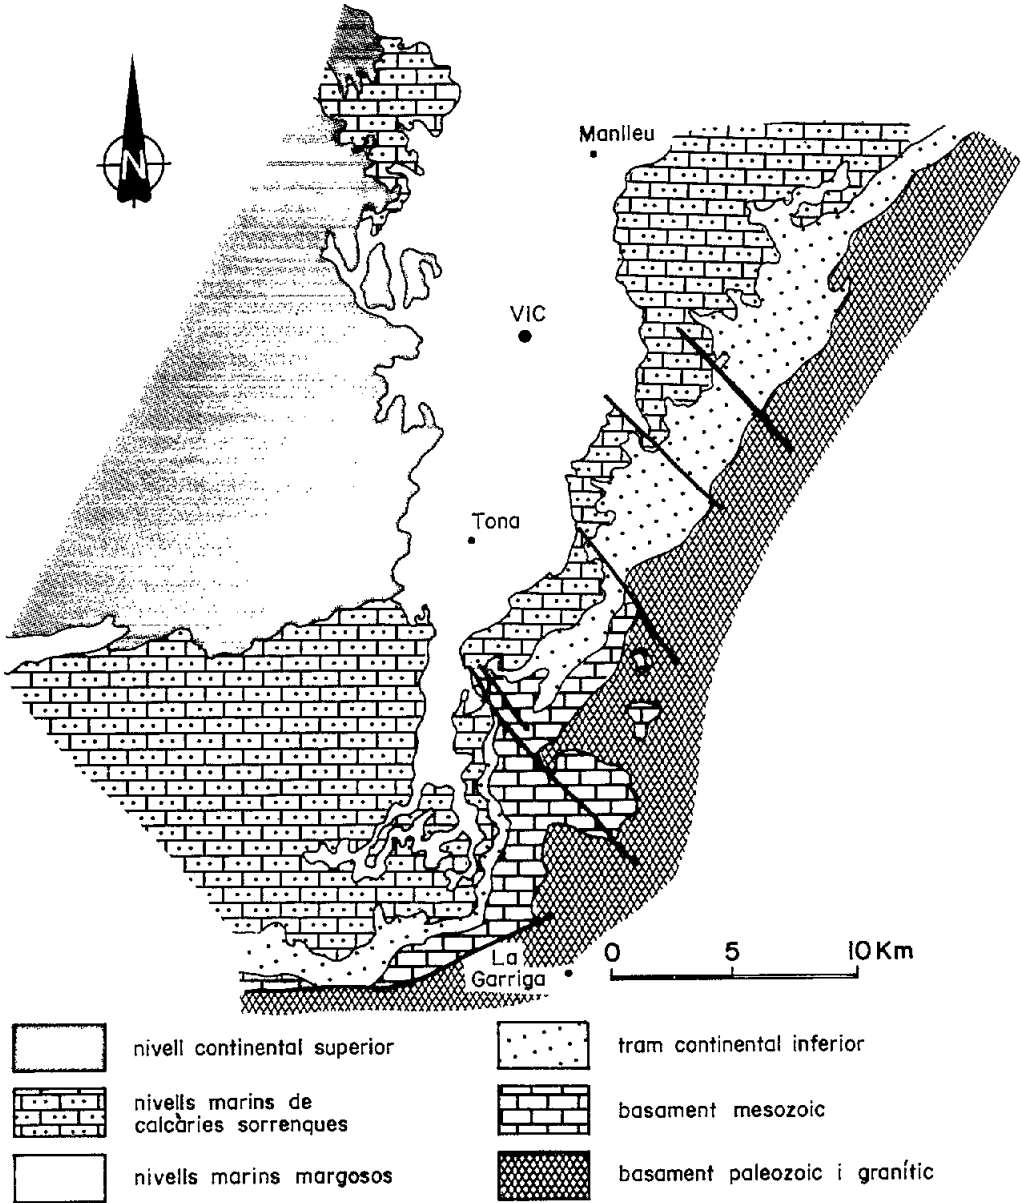 N
Manlleu
VIC
Tona
La
Garriga
0 5 10 Km
nivell continental superior
nivells marins de
calcàries sorrenques
nivells marins margosos
tram continental inferior
basament mesozoic
basament paleozoic i granític